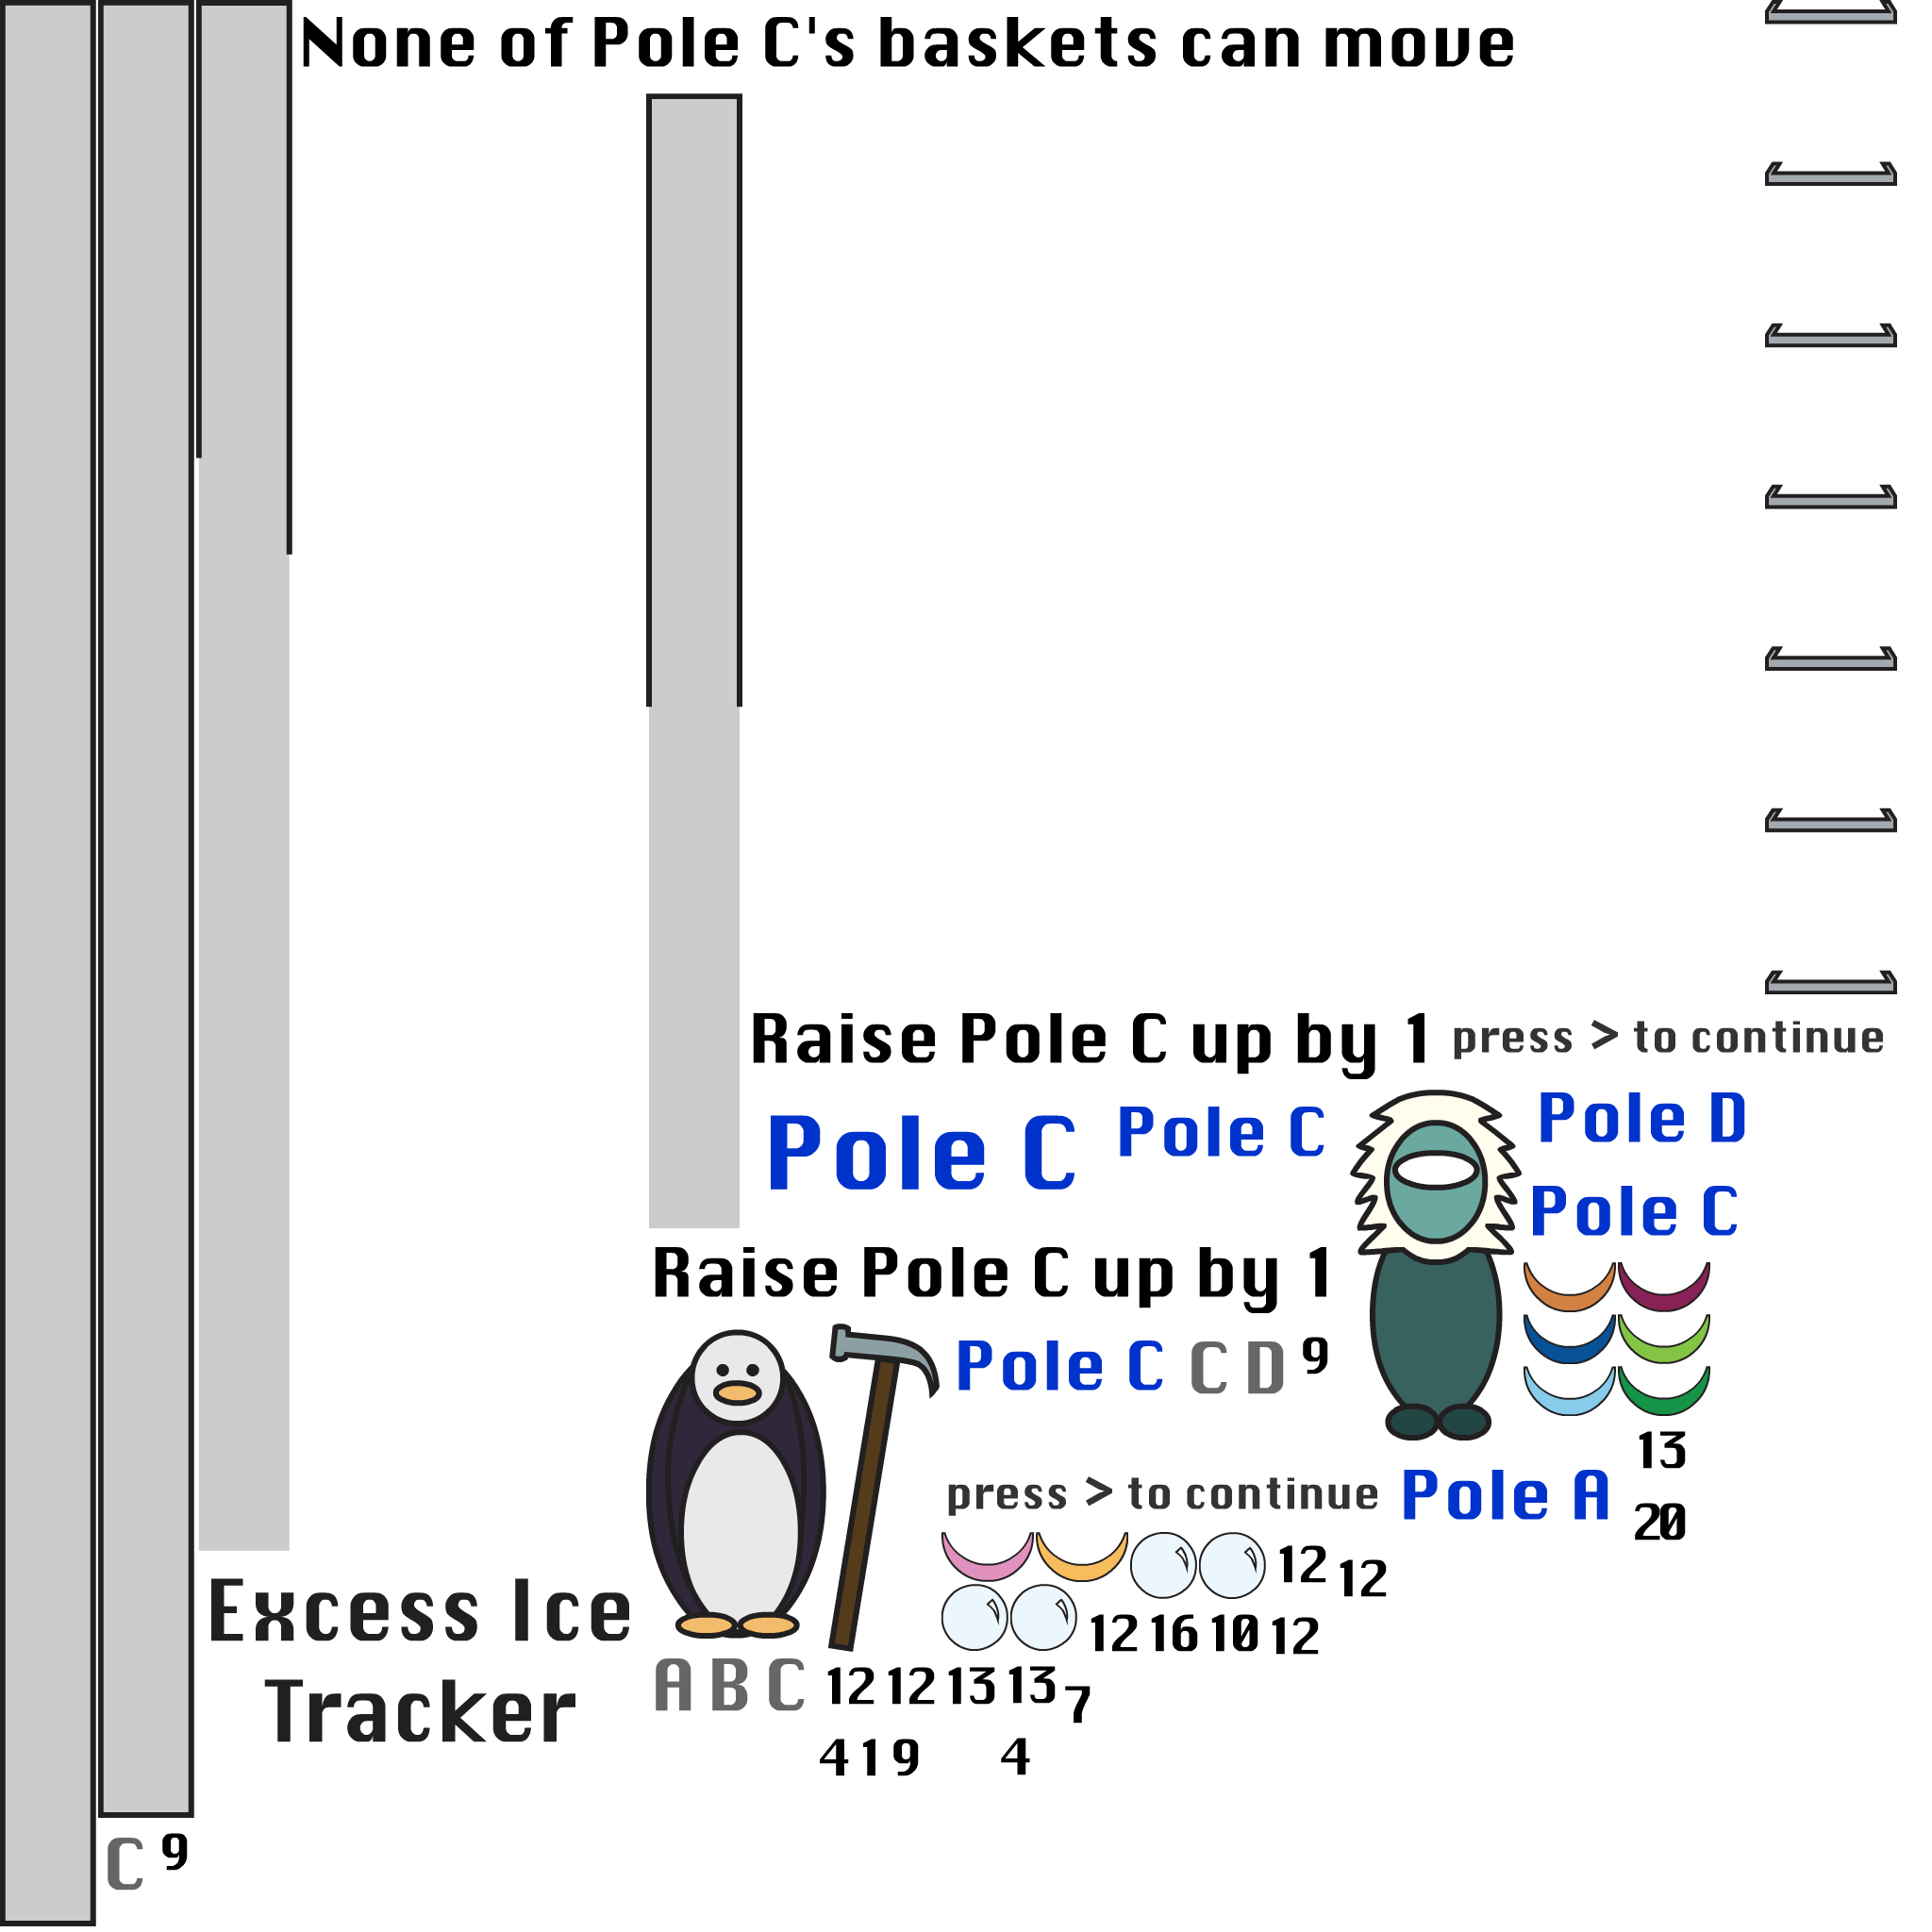 None of Pole C's baskets can move
Raise Pole C up by 1
press > to continue
Pole C
Pole C
Pole D
Pole C
Raise Pole C up by 1
Pole C
C D
9
13
press > to continue
Pole A
20
12
12
12 16 10 12
Excess Ice
Tracker
A B C
12 12 13 13
7
4 1 9
4
C
9